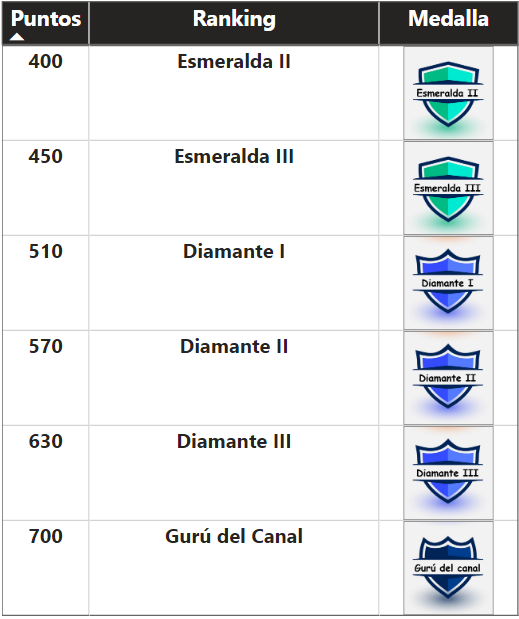 Puntos Ranking Medalla
400 Esmeralda II Esmeralda II
450 Esmeralda III Esmeralda III
510 Diamante I Diamante I
570 Diamante II Diamante II
630 Diamante III Diamante III
700 Gurú del Canal Gurú del canal